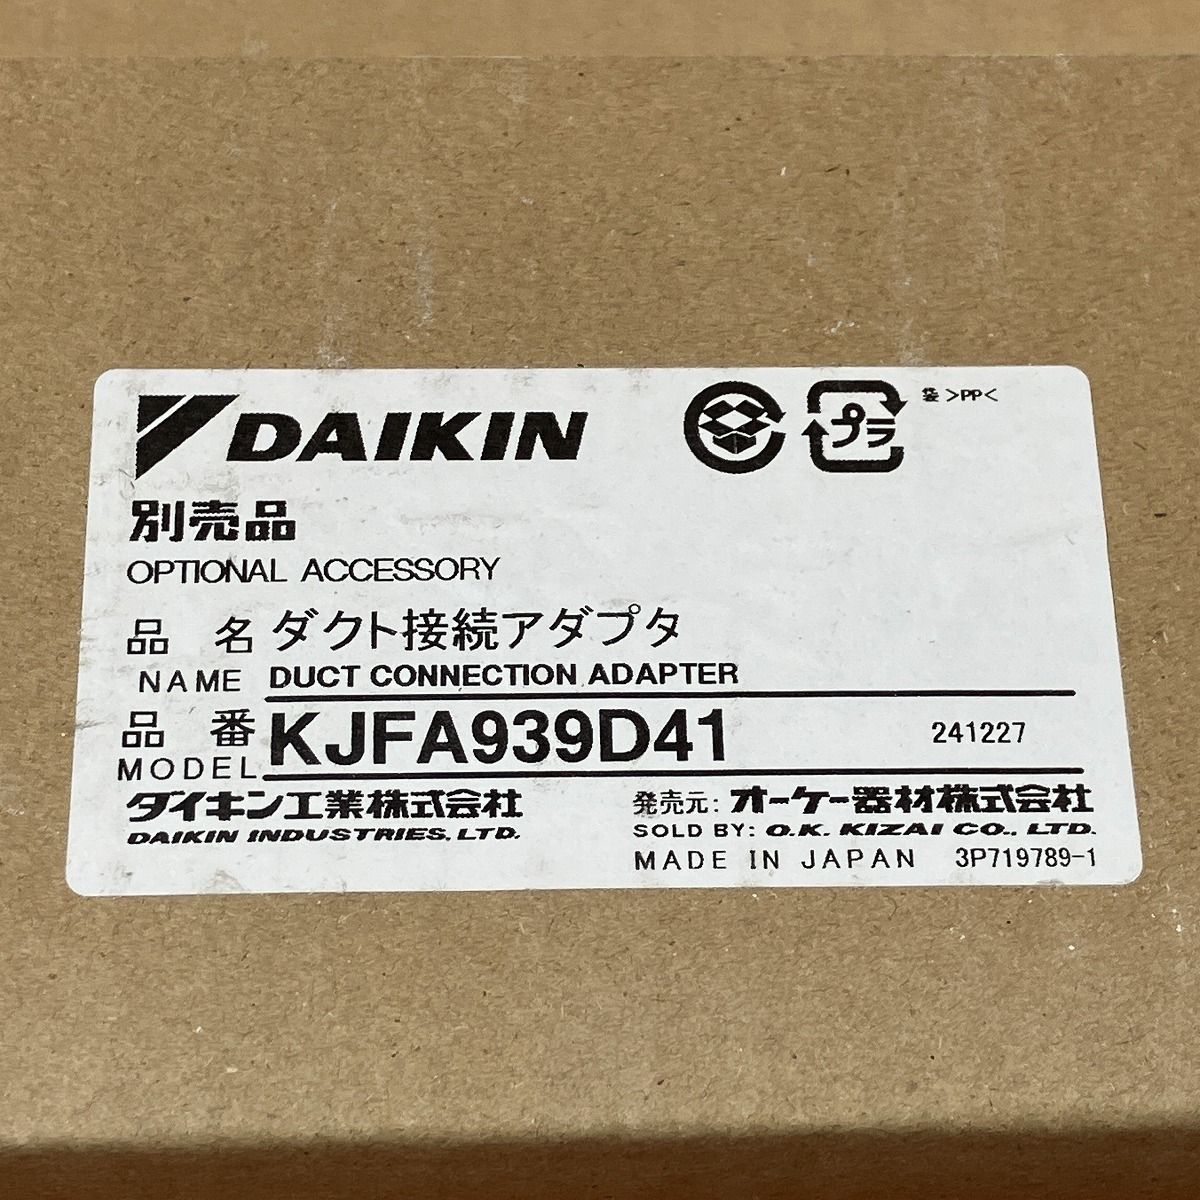 DAIKIN
プラ
袋 >PP<
別売品
OPTIONAL ACCESSORY
品 名 ダクト接続アダプタ
NAME DUCT CONNECTION ADAPTER
品 番 KJFA939D41 241227
MODEL
ダイキン工業株式会社 発売元: オーケー器材株式会社
DAIKIN INDUSTRIES, LTD. SOLD BY: O.K. KIZAI CO., LTD.
MADE IN JAPAN 3P719789-1